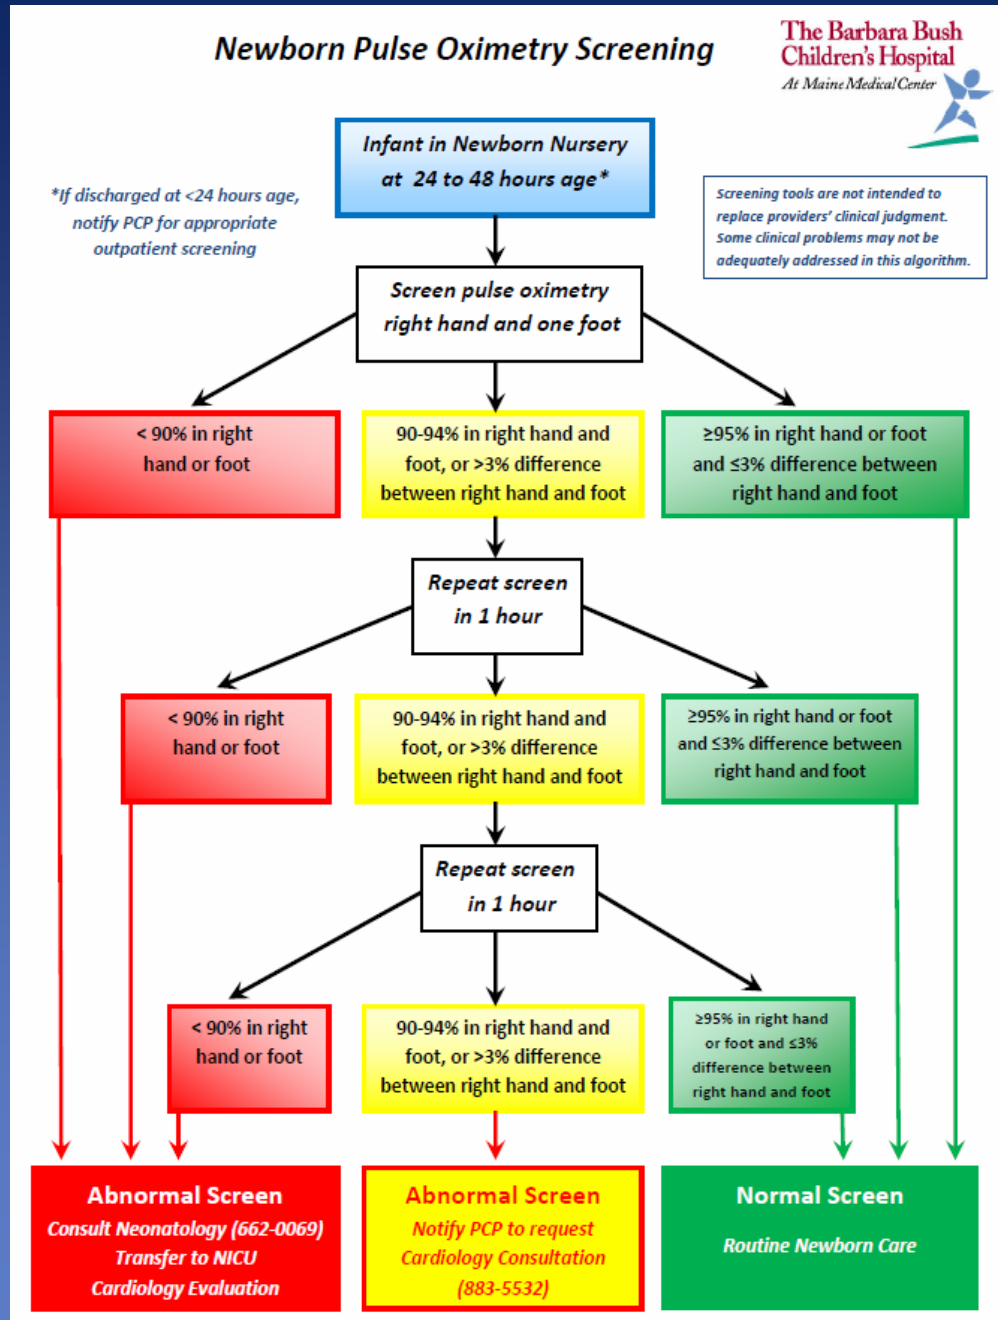 Newborn Pulse Oximetry Screening
The Barbara Bush
Children's Hospital
At Maine Medical Center
Infant in Newborn Nursery
at 24 to 48 hours age*
*If discharged at <24 hours age,
notify PCP for appropriate
outpatient screening
Screening tools are not intended to
replace providers' clinical judgment.
Some clinical problems may not be
adequately addressed in this algorithm.
Screen pulse oximetry
right hand and one foot
< 90% in right
hand or foot
90-94% in right hand and
foot, or >3% difference
between right hand and foot
≥95% in right hand or foot
and ≤3% difference between
right hand and foot
Repeat screen
in 1 hour
< 90% in right
hand or foot
90-94% in right hand and
foot, or >3% difference
between right hand and foot
≥95% in right hand or foot
and ≤3% difference between
right hand and foot
Repeat screen
in 1 hour
< 90% in right
hand or foot
90-94% in right hand and
foot, or >3% difference
between right hand and foot
≥95% in right hand
or foot and ≤3%
difference between
right hand and foot
Abnormal Screen
Consult Neonatology (662-0069)
Transfer to NICU
Cardiology Evaluation
Abnormal Screen
Notify PCP to request
Cardiology Consultation
(883-5532)
Normal Screen
Routine Newborn Care